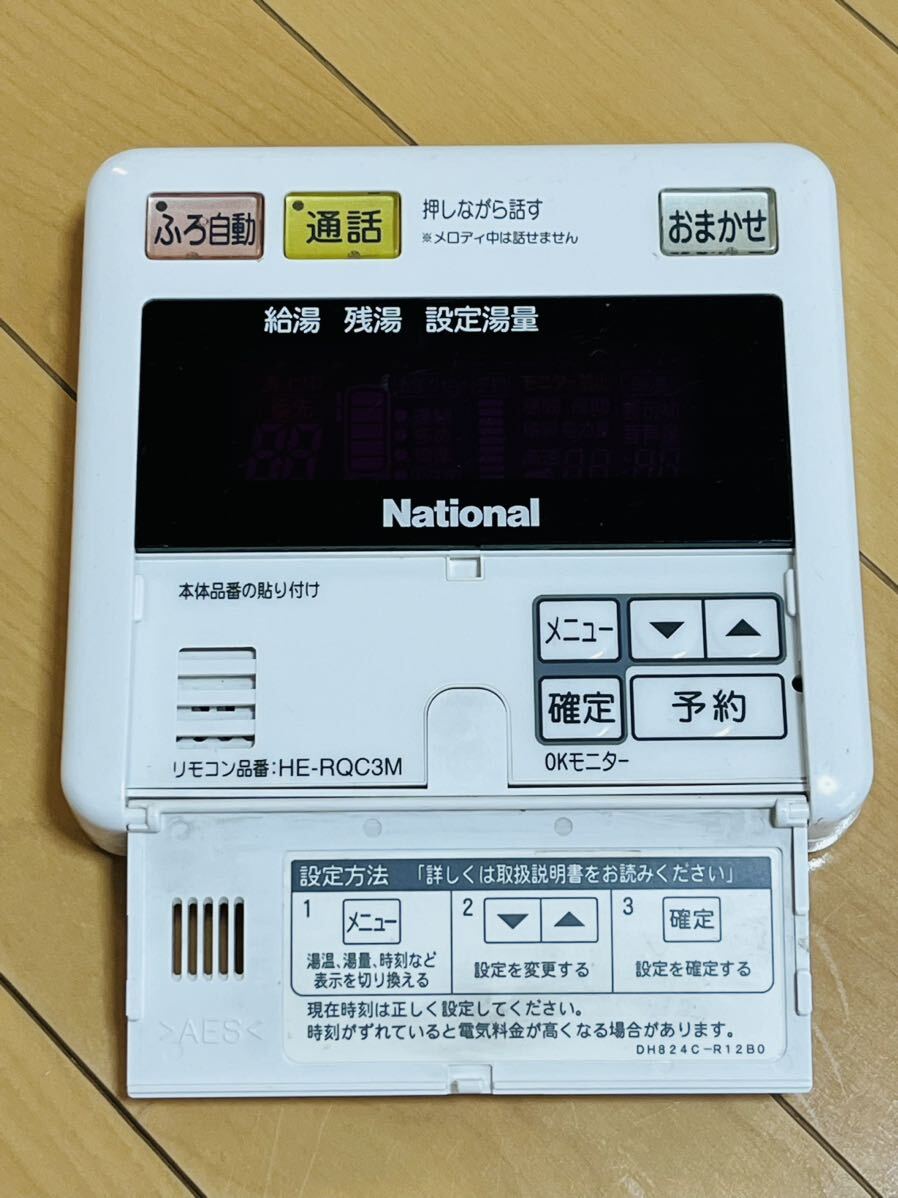 ふろ自動
通話
押しながら話す
※メロディ中は話せません
おまかせ
給湯 残湯 設定湯量
National
本体品番の貼り付け
メニュー
確定
予約
OKモニター
リモコン品番:HE-RQC3M
設定方法 「詳しくは取扱説明書をお読みください」
1 メニュー
湯温、湯量、時刻など
表示を切り換える
2
設定を変更する
3 確定
設定を確定する
現在時刻は正しく設定してください。
時刻がずれていると電気料金が高くなる場合があります。
DH824C-R12B0
>AES<